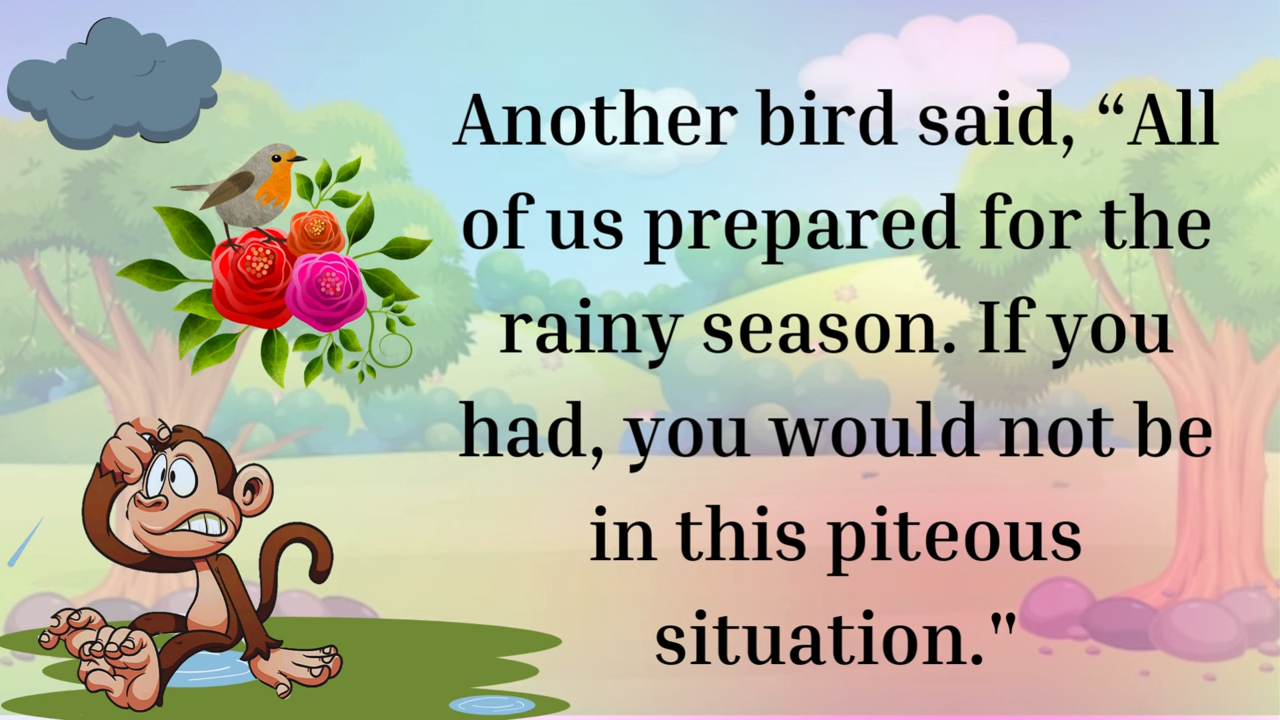 Another bird said, “All
of us prepared for the
rainy season. If you
had, you would not be
in this piteous
situation."